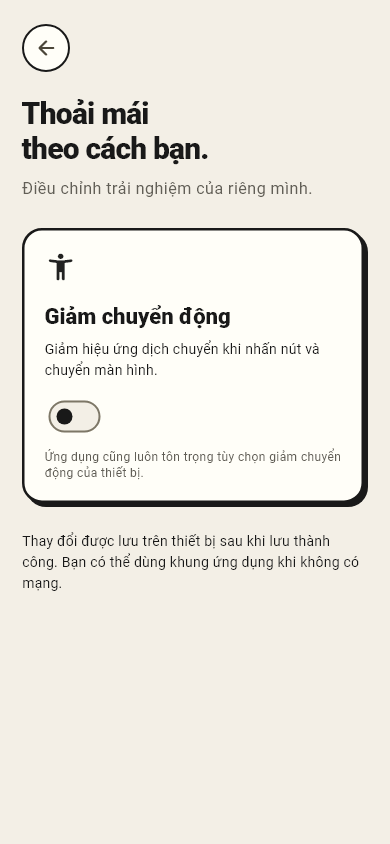 Thoải mái
theo cách bạn.
Điều chỉnh trải nghiệm của riêng mình.
Giảm chuyển động
Giảm hiệu ứng dịch chuyển khi nhấn nút và
chuyển màn hình.
Ứng dụng cũng luôn tôn trọng tùy chọn giảm chuyển
động của thiết bị.
Thay đổi được lưu trên thiết bị sau khi lưu thành
công. Bạn có thể dùng khung ứng dụng khi không có
mạng.